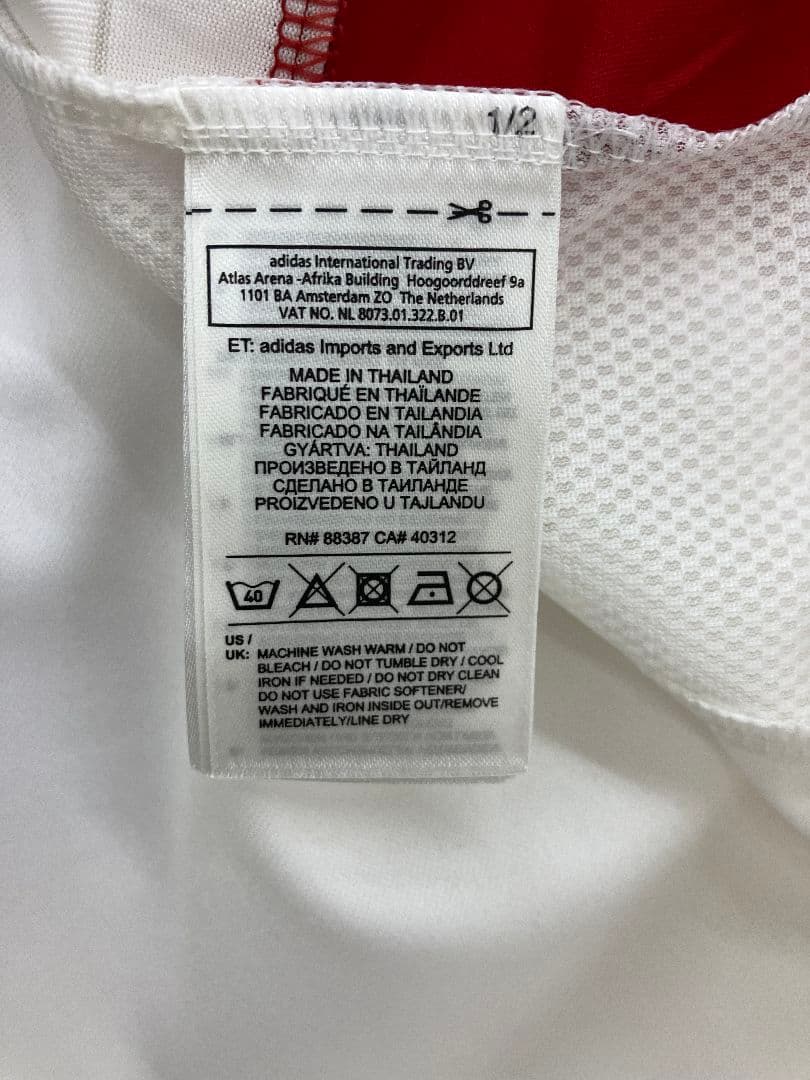 1/2
adidas International Trading BV
Atlas Arena -Afrika Building Hoogoorddreef 9a
1101 BA Amsterdam ZO The Netherlands
VAT NO. NL 8073.01.322.B.01
ET: adidas Imports and Exports Ltd
MADE IN THAILAND
FABRIQUÉ EN THAÏLANDE
FABRICADO EN TAILANDIA
FABRICADO NA TAILÂNDIA
GYÁRTVA: THAILAND
ПРОИЗВЕДЕНО В ТАЙЛАНД
СДЕЛАНО В ТАИЛАНДЕ
PROIZVEDENO U TAJLANDU
RN# 88387 CA# 40312
40
US /
UK: MACHINE WASH WARM / DO NOT
BLEACH / DO NOT TUMBLE DRY / COOL
IRON IF NEEDED / DO NOT DRY CLEAN
DO NOT USE FABRIC SOFTENER/
WASH AND IRON INSIDE OUT/REMOVE
IMMEDIATELY/LINE DRY